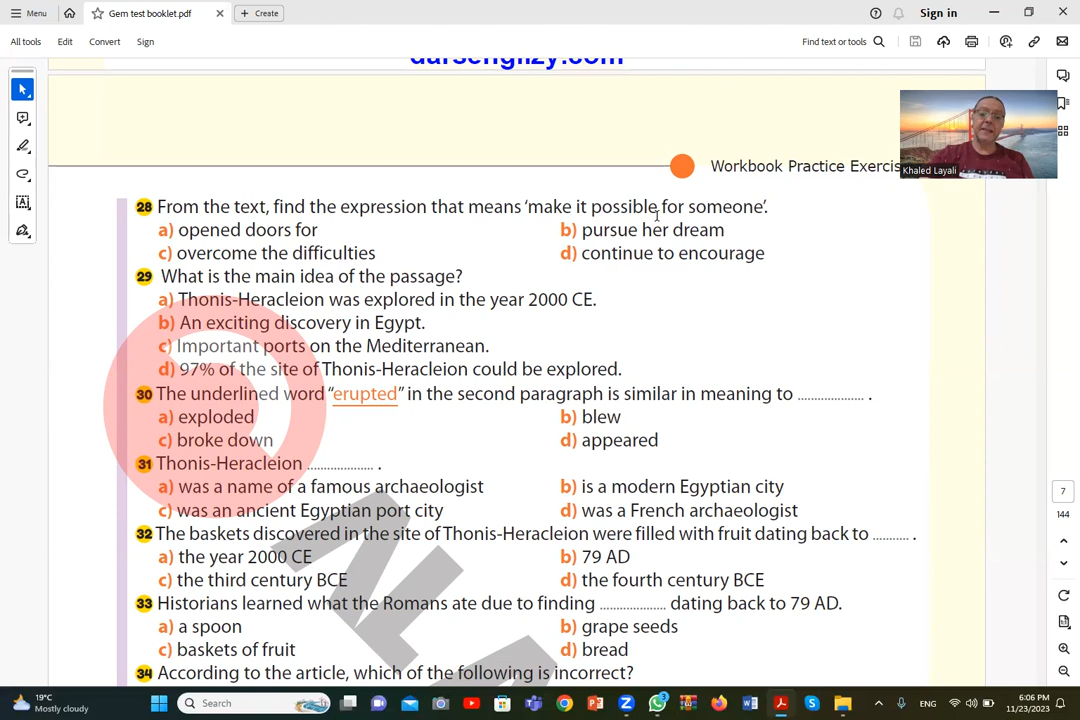 Menu
Gem test booklet.pdf
Create
Sign in
All tools
Edit
Convert
Sign
Find text or tools
darsenglizy.com
Workbook Practice
Khaled Layali
28 From the text, find the expression that means ‘make it possible for someone’.
a) opened doors for
b) pursue her dream
c) overcome the difficulties
d) continue to encourage
29 What is the main idea of the passage?
a) Thonis-Heracleion was explored in the year 2000 CE.
b) An exciting discovery in Egypt.
c) Important ports on the Mediterranean.
d) 97% of the site of Thonis-Heracleion could be explored.
30 The underlined word “erupted” in the second paragraph is similar in meaning to .................... .
a) exploded
b) blew
c) broke down
d) appeared
31 Thonis-Heracleion .................... .
a) was a name of a famous archaeologist
b) is a modern Egyptian city
c) was an ancient Egyptian port city
d) was a French archaeologist
32 The baskets discovered in the site of Thonis-Heracleion were filled with fruit dating back to ........... .
a) the year 2000 CE
b) 79 AD
c) the third century BCE
d) the fourth century BCE
33 Historians learned what the Romans ate due to finding .................... dating back to 79 AD.
a) a spoon
b) grape seeds
c) baskets of fruit
d) bread
34 According to the article, which of the following is incorrect?
7
144
19°C
Mostly cloudy
Search
3
ENG
6:06 PM
11/23/2023